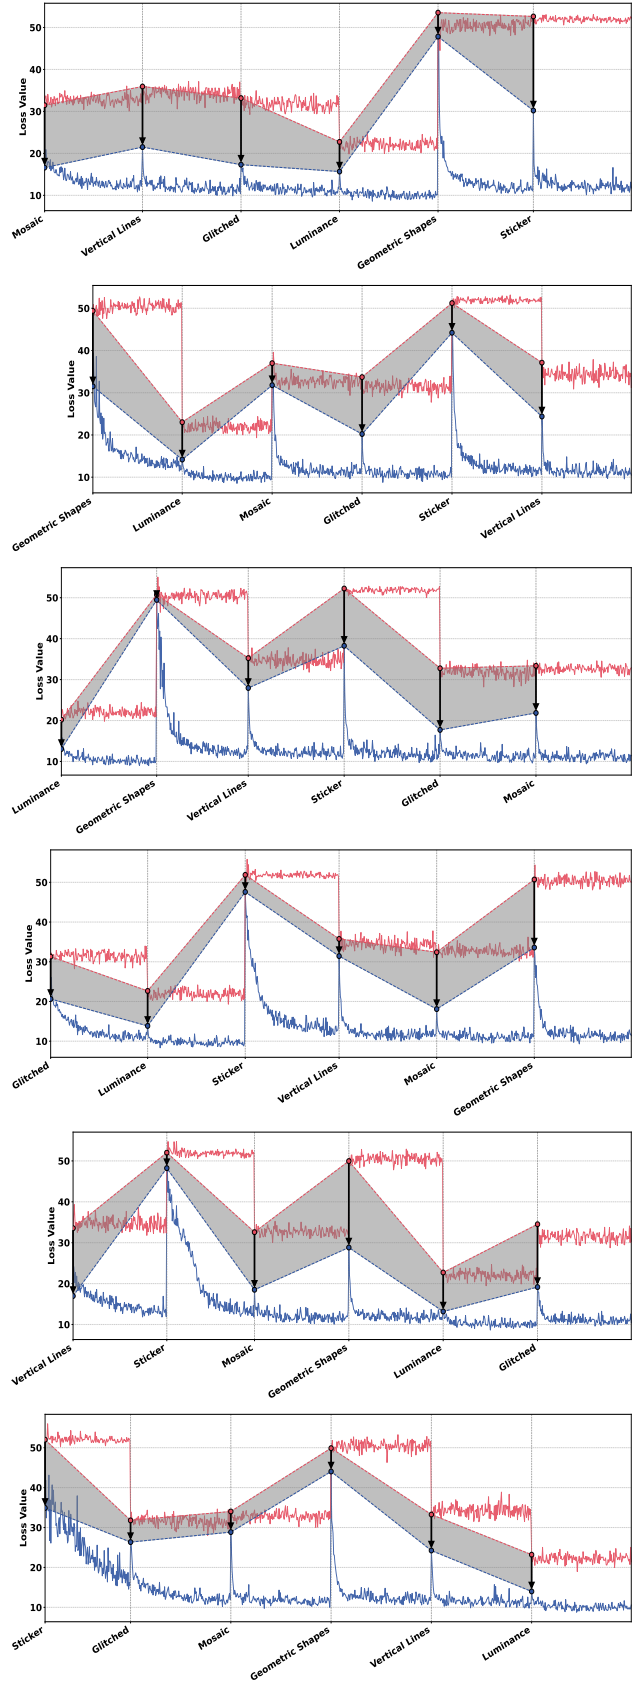 50
40
30
20
10
Loss Value
Mosaic
Vertical Lines
Glitched
Luminance
Geometric Shapes
Sticker
50
40
30
20
10
Loss Value
Geometric Shapes
Luminance
Mosaic
Glitched
Sticker
Vertical Lines
50
40
30
20
10
Loss Value
Luminance
Geometric Shapes
Vertical Lines
Sticker
Glitched
Mosaic
50
40
30
20
10
Loss Value
Glitched
Luminance
Sticker
Vertical Lines
Mosaic
Geometric Shapes
50
40
30
20
10
Loss Value
Vertical Lines
Sticker
Mosaic
Geometric Shapes
Luminance
Glitched
50
40
30
20
10
Loss Value
Sticker
Glitched
Mosaic
Geometric Shapes
Vertical Lines
Luminance